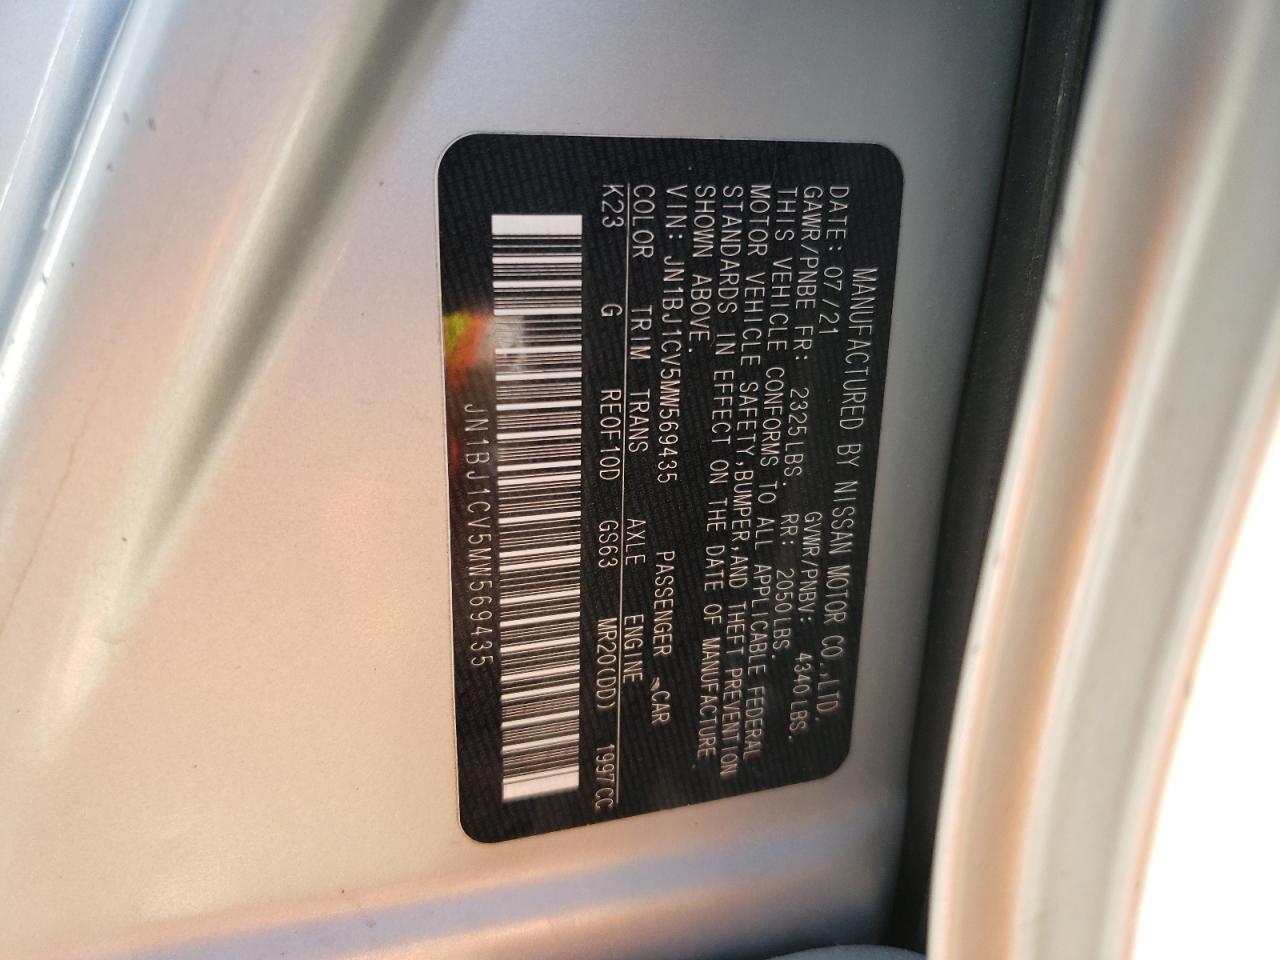 MANUFACTURED BY NISSAN MOTOR CO.,LTD.
DATE: 07/21 GVWR/PNBV: 4340LBS.
GAWR/PNBE FR: 2325LBS. RR: 2050LBS.
THIS VEHICLE CONFORMS TO ALL APPLICABLE FEDERAL
MOTOR VEHICLE SAFETY,BUMPER,AND THEFT PREVENTION
STANDARDS IN EFFECT ON THE DATE OF MANUFACTURE
SHOWN ABOVE.
VIN: JN1BJ1CV5MW569435 PASSENGER CAR
COLOR TRIM TRANS AXLE ENGINE
K23 G RE0F10D GS63 MR20(DD) 1997CC
JN1BJ1CV5MW569435